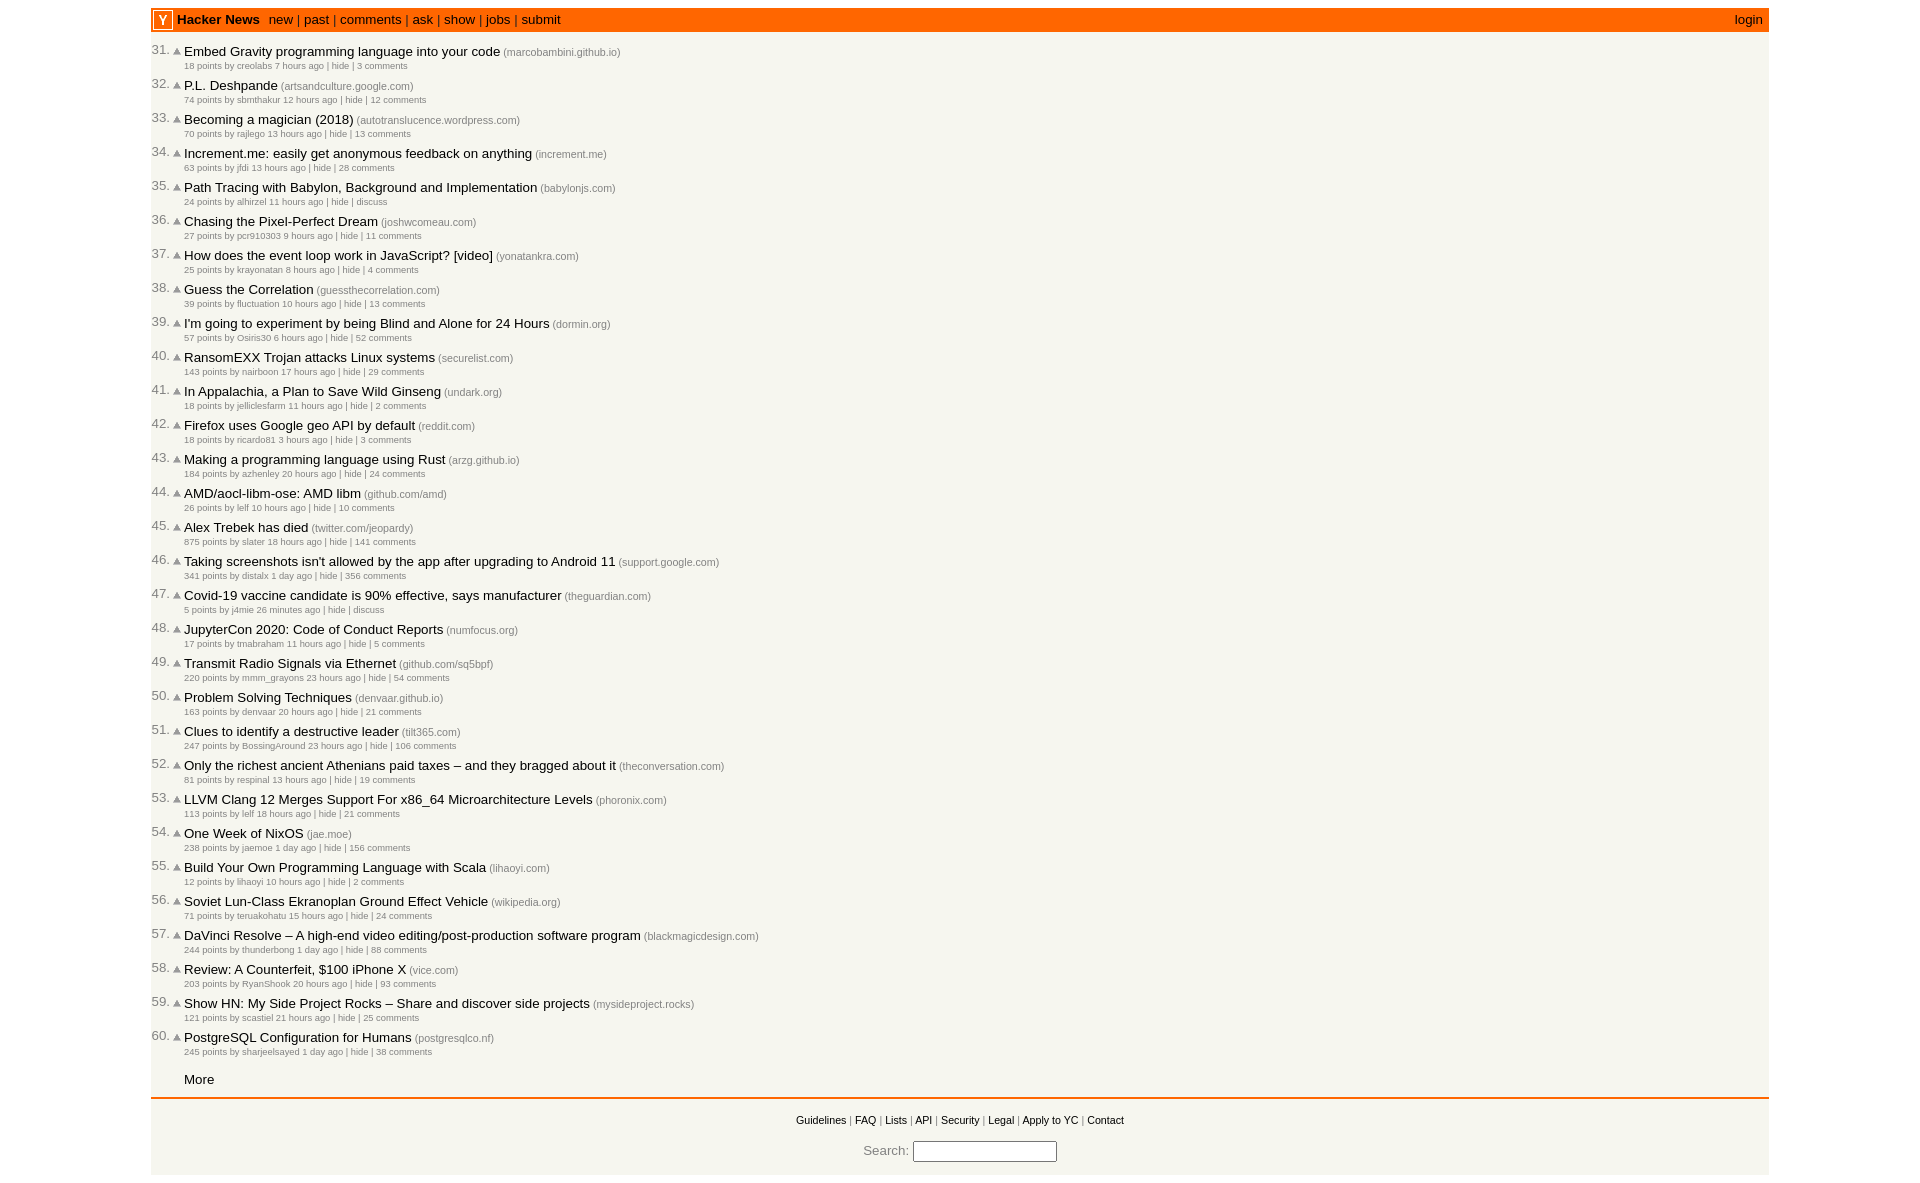 Y Hacker News new | past | comments | ask | show | jobs | submit login
31. Embed Gravity programming language into your code (marcobambini.github.io)
18 points by creolabs 7 hours ago | hide | 3 comments
32. P.L. Deshpande (artsandculture.google.com)
74 points by sbmthakur 12 hours ago | hide | 12 comments
33. Becoming a magician (2018) (autotranslucence.wordpress.com)
70 points by rajlego 13 hours ago | hide | 13 comments
34. Increment.me: easily get anonymous feedback on anything (increment.me)
63 points by jfdi 13 hours ago | hide | 28 comments
35. Path Tracing with Babylon, Background and Implementation (babylonjs.com)
24 points by alhirzel 11 hours ago | hide | discuss
36. Chasing the Pixel-Perfect Dream (joshwcomeau.com)
27 points by pcr910303 9 hours ago | hide | 11 comments
37. How does the event loop work in JavaScript? [video] (yonatankra.com)
25 points by krayonatan 8 hours ago | hide | 4 comments
38. Guess the Correlation (guessthecorrelation.com)
39 points by fluctuation 10 hours ago | hide | 13 comments
39. I'm going to experiment by being Blind and Alone for 24 Hours (dormin.org)
57 points by Osiris30 6 hours ago | hide | 52 comments
40. RansomEXX Trojan attacks Linux systems (securelist.com)
143 points by nairboon 17 hours ago | hide | 29 comments
41. In Appalachia, a Plan to Save Wild Ginseng (undark.org)
18 points by jelliclesfarm 11 hours ago | hide | 2 comments
42. Firefox uses Google geo API by default (reddit.com)
18 points by ricardo81 3 hours ago | hide | 3 comments
43. Making a programming language using Rust (arzg.github.io)
184 points by azhenley 20 hours ago | hide | 24 comments
44. AMD/aocl-libm-ose: AMD libm (github.com/amd)
26 points by lelf 10 hours ago | hide | 10 comments
45. Alex Trebek has died (twitter.com/jeopardy)
875 points by slater 18 hours ago | hide | 141 comments
46. Taking screenshots isn't allowed by the app after upgrading to Android 11 (support.google.com)
341 points by distalx 1 day ago | hide | 356 comments
47. Covid-19 vaccine candidate is 90% effective, says manufacturer (theguardian.com)
5 points by j4mie 26 minutes ago | hide | discuss
48. JupyterCon 2020: Code of Conduct Reports (numfocus.org)
17 points by tmabraham 11 hours ago | hide | 5 comments
49. Transmit Radio Signals via Ethernet (github.com/sq5bpf)
220 points by mmm_grayons 23 hours ago | hide | 54 comments
50. Problem Solving Techniques (denvaar.github.io)
163 points by denvaar 20 hours ago | hide | 21 comments
51. Clues to identify a destructive leader (tilt365.com)
247 points by BossingAround 23 hours ago | hide | 106 comments
52. Only the richest ancient Athenians paid taxes – and they bragged about it (theconversation.com)
81 points by respinal 13 hours ago | hide | 19 comments
53. LLVM Clang 12 Merges Support For x86_64 Microarchitecture Levels (phoronix.com)
113 points by lelf 18 hours ago | hide | 21 comments
54. One Week of NixOS (jae.moe)
238 points by jaemoe 1 day ago | hide | 156 comments
55. Build Your Own Programming Language with Scala (lihaoyi.com)
12 points by lihaoyi 10 hours ago | hide | 2 comments
56. Soviet Lun-Class Ekranoplan Ground Effect Vehicle (wikipedia.org)
71 points by teruakohatu 15 hours ago | hide | 24 comments
57. DaVinci Resolve – A high-end video editing/post-production software program (blackmagicdesign.com)
244 points by thunderbong 1 day ago | hide | 88 comments
58. Review: A Counterfeit, $100 iPhone X (vice.com)
203 points by RyanShook 20 hours ago | hide | 93 comments
59. Show HN: My Side Project Rocks – Share and discover side projects (mysideproject.rocks)
121 points by scastiel 21 hours ago | hide | 25 comments
60. PostgreSQL Configuration for Humans (postgresqlco.nf)
245 points by sharjeelsayed 1 day ago | hide | 38 comments
More
Guidelines | FAQ | Lists | API | Security | Legal | Apply to YC | Contact
Search: